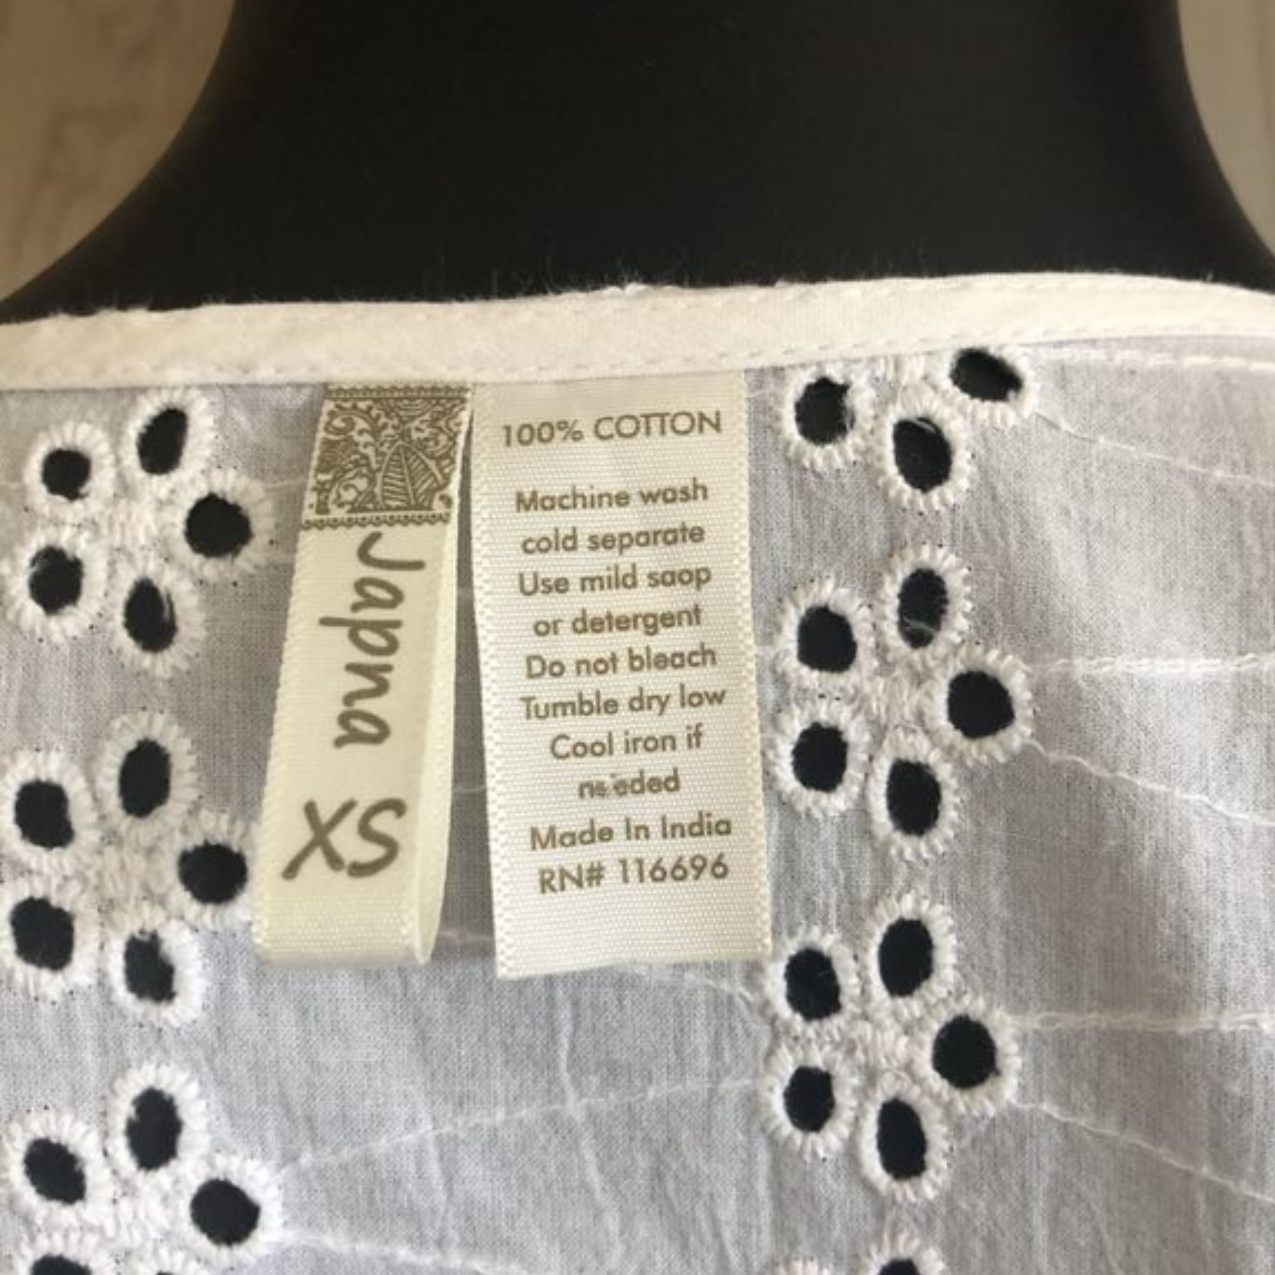 Japna
XS
100% COTTON
Machine wash
cold separate
Use mild saop
or detergent
Do not bleach
Tumble dry low
Cool iron if
needed
Made In India
RN# 116696